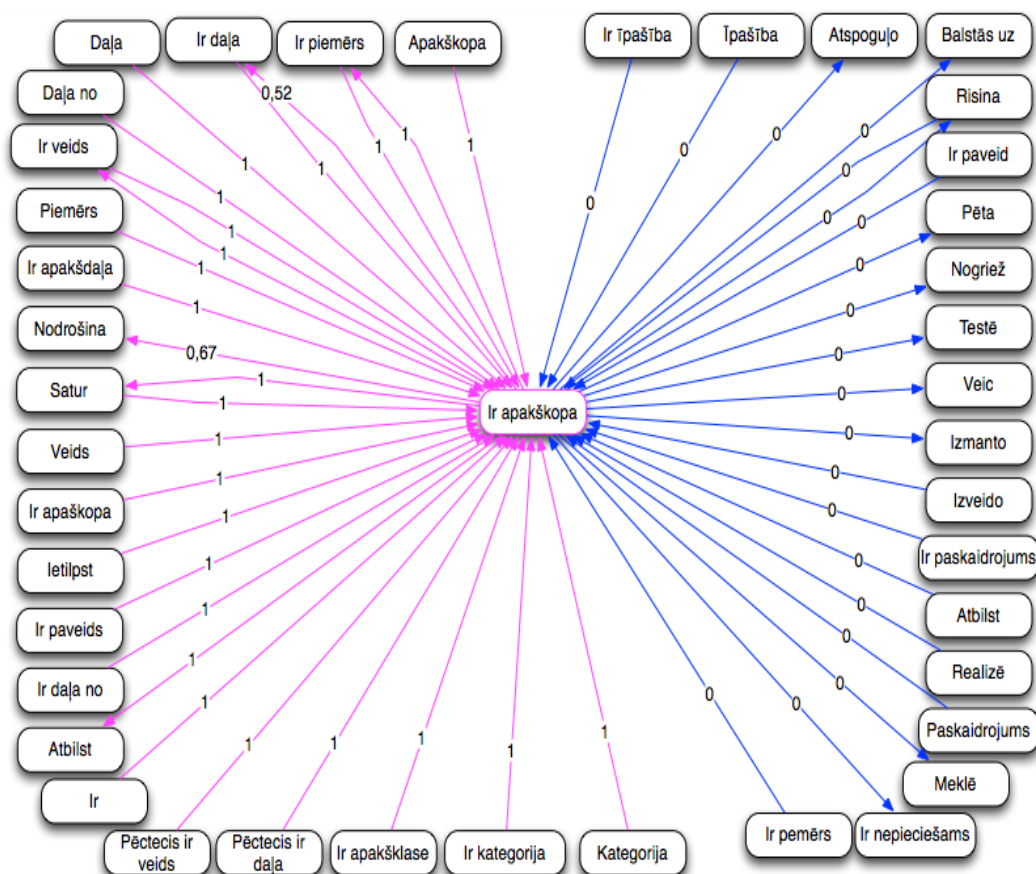 Daļa
Ir daļa
Ir piemērs
Apakškopa
Ir īpašība
Īpašība
Atspoguļo
Balstās uz
Daļa no
0,52
Risina
Ir veids
1
1
1
1
1
0
0
0
0
Ir paveid
Piemērs
1
1
1
1
0
0
0
Pēta
Ir apakšdaļa
1
0
Nogriež
Nodrošina
0,67
0
Testē
Satur
1
1
Ir apakškopa
0
Veic
Veids
1
0
Izmanto
Ir apaškopa
1
0
Izveido
Ietilpst
1
0
Ir paskaidrojums
Ir paveids
1
0
Atbilst
Ir daļa no
1
0
Realizē
Atbilst
1
0
Paskaidrojums
Ir
1
0
0
0
Meklē
1
1
1
1
1
Pēctecis ir
veids
Pēctecis ir
daļa
Ir apakšklase
Ir kategorija
Kategorija
Ir pemērs
Ir nepieciešams